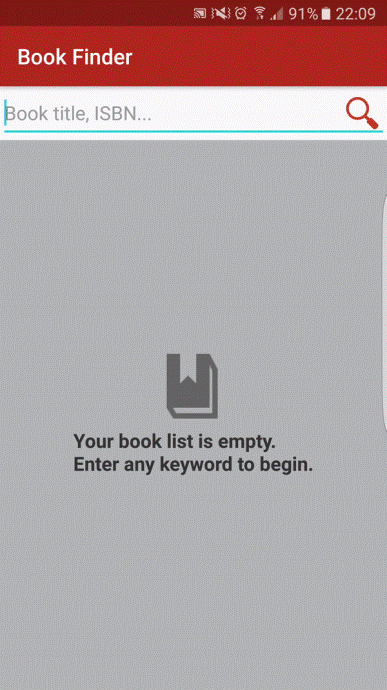 91% 22:09
Book Finder
Book title, ISBN...
Your book list is empty.
Enter any keyword to begin.